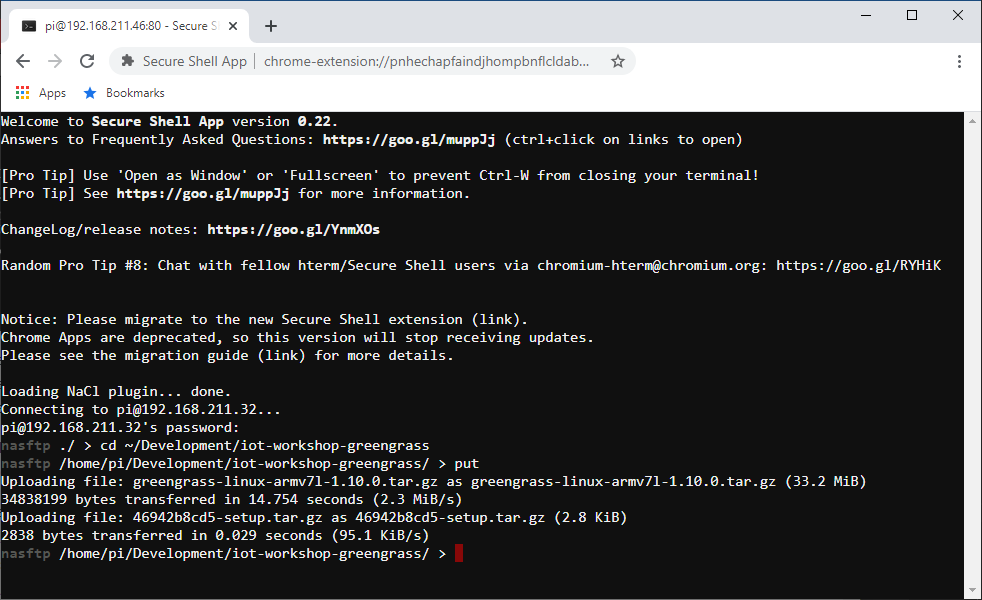 pi@192.168.211.46:80 - Secure S
Secure Shell App | chrome-extension://pnhechapfaindjhompbnflcldab...
Apps Bookmarks
Welcome to Secure Shell App version 0.22.
Answers to Frequently Asked Questions: https://goo.gl/muppJj (ctrl+click on links to open)
[Pro Tip] Use 'Open as Window' or 'Fullscreen' to prevent Ctrl-W from closing your terminal!
[Pro Tip] See https://goo.gl/muppJj for more information.
ChangeLog/release notes: https://goo.gl/YnmXOs
Random Pro Tip #8: Chat with fellow hterm/Secure Shell users via chromium-hterm@chromium.org: https://goo.gl/RYHiK
Notice: Please migrate to the new Secure Shell extension (link).
Chrome Apps are deprecated, so this version will stop receiving updates.
Please see the migration guide (link) for more details.
Loading NaCl plugin... done.
Connecting to pi@192.168.211.32...
pi@192.168.211.32's password:
nasftp ./ > cd ~/Development/iot-workshop-greengrass
nasftp /home/pi/Development/iot-workshop-greengrass/ > put
Uploading file: greengrass-linux-armv7l-1.10.0.tar.gz as greengrass-linux-armv7l-1.10.0.tar.gz (33.2 MiB)
34838199 bytes transferred in 14.754 seconds (2.3 MiB/s)
Uploading file: 46942b8cd5-setup.tar.gz as 46942b8cd5-setup.tar.gz (2.8 KiB)
2838 bytes transferred in 0.029 seconds (95.1 KiB/s)
nasftp /home/pi/Development/iot-workshop-greengrass/ >